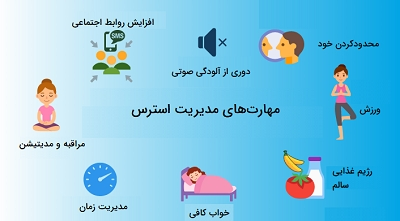 افزایش روابط اجتماعی
SMS
دوری از آلودگی صوتی
محدودکردن خود
مهارت‌های مدیریت استرس
ورزش
مراقبه و مدیتیشن
رژیم غذایی
سالم
مدیریت زمان
خواب کافی